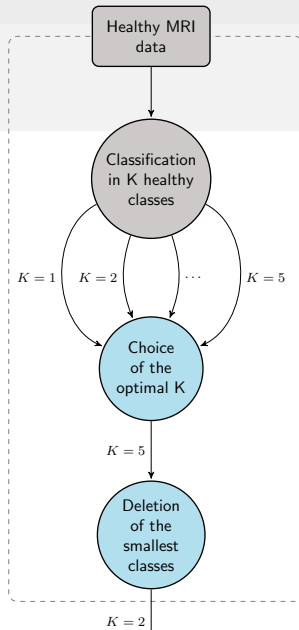 Healthy MRI
data
Classification
in K healthy
classes
K = 1
K = 2
...
K = 5
Choice
of the
optimal K
K = 5
Deletion
of the
smallest
classes
K = 2